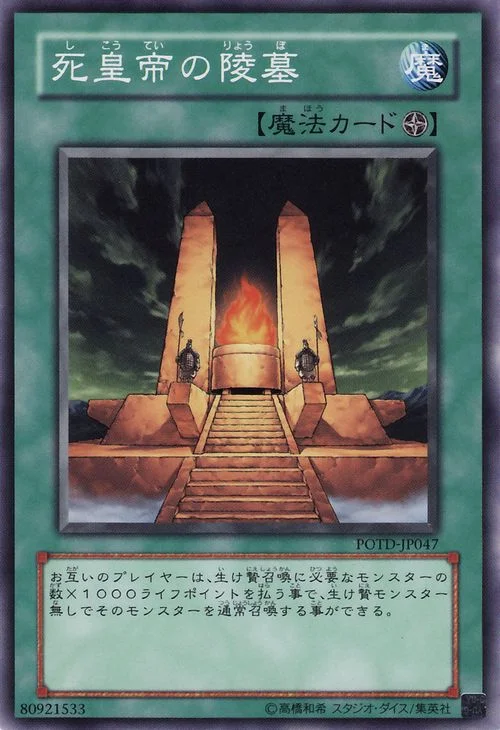 死皇帝の陵墓
魔
【魔法カード】
POTD-JP047
お互いのプレイヤーは、生け贄召喚に必要なモンスターの
数×1000ライフポイントを払う事で、生け贄モンスター
無しでそのモンスターを通常召喚する事ができる。
80921533
©高橋和希 スタジオ・ダイス/集英社